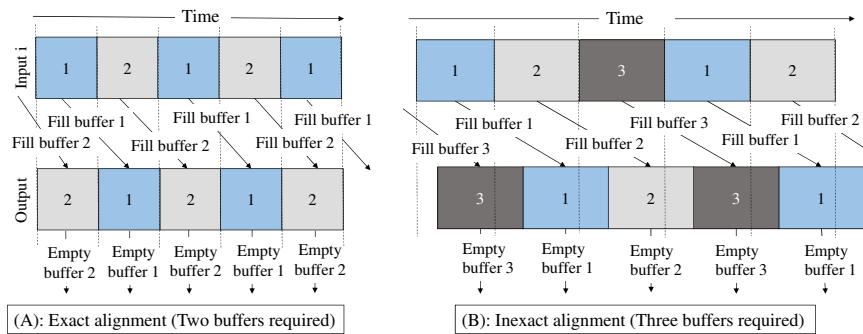 Time
Input i
1 2 1 2 1
Fill buffer 1
Fill buffer 1
Fill buffer 1
Fill buffer 2
Fill buffer 2
Fill buffer 2
Output
2 1 2 1 2
Empty buffer 2
Empty buffer 1
Empty buffer 2
Empty buffer 1
Empty buffer 2
(A): Exact alignment (Two buffers required)
Time
1 2 3 1 2
Fill buffer 3
Fill buffer 1
Fill buffer 2
Fill buffer 3
Fill buffer 1
Fill buffer 2
3 1 2 3 1
Empty buffer 3
Empty buffer 1
Empty buffer 2
Empty buffer 3
Empty buffer 1
(B): Inexact alignment (Three buffers required)